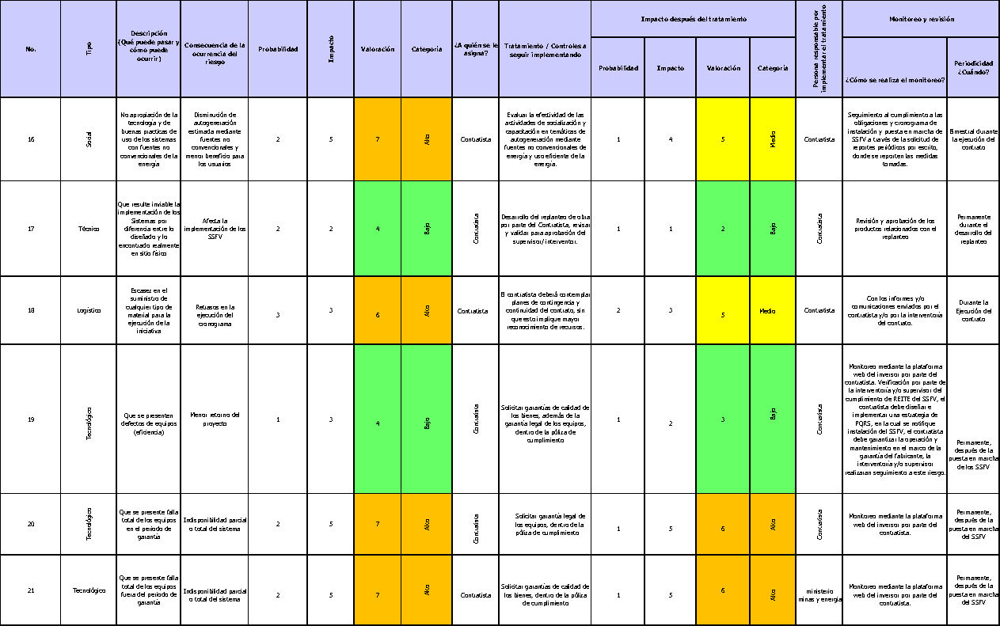 No.
Tipo
Descripción
(Qué puede pasar y
cómo puede
ocurrir)
Consecuencia de la
ocurrencia del
riesgo
Probabilidad
Impacto
Valoración
Categoría
¿A quién se le
asigna?
Tratamiento / Controles a
seguir implementando
Impacto después del tratamiento
Probabilidad
Impacto
Valoración
Categoría
Persona responsable por
implementar el tratamiento
Monitoreo y revisión
¿Cómo se realiza el monitoreo?
Periodicidad
¿Cuándo?
16
Social
No apropiación de la
tecnología y de
buenas practicas de
uso de los sistemas
con fuentes no
convencionales de la
energía
Disminución de
autogeneración
estimada mediante
fuentes no
convencionales y
menor beneficio para
los usuarios
2
5
7
Alto
Contratista
Evaluar la efectividad de las
actividades de socialización y
capacitación en temáticas de
autogeneración mediante
fuentes no convencionales de
energía y uso eficiente de la
energía.
1
4
5
Medio
Contratista
Seguimiento al cumplimiento a las
obligaciones y cronograma de
instalación y puesta en marcha de
SSFV a través de la solicitud de
reportes periódicos por escrito,
donde se reporten las medidas
tomadas.
Bimestral durante
la ejecución del
contrato
17
Técnico
Que resulte inviable la
implementación de los
Sistemas por
diferencia entre lo
diseñado y lo
encontrado realmente
en sitio físico
Afecta la
implementación de los
SSFV
2
2
4
Bajo
Contratista
Desarrollo del replanteo de obra
por parte del Contratista, revisar
y validar para aprobación del
supervisor/ interventor.
1
1
2
Bajo
Contratista
Revisión y aprobación de los
productos relacionados con el
replanteo
Permanente
durante el
desarrollo del
replanteo
18
Logístico
Escasez en el
suministro de
cualquier tipo de
material para la
ejecución de la
iniciativa
Retrasos en la
ejecución del
cronograma
3
3
6
Alto
Contratista
El contratista deberá contemplar
planes de contingencia y
continuidad del contrato, sin
que esto implique mayor
reconocimiento de recursos.
2
3
5
Medio
Contratista
Con los informes y/o
comunicaciones enviados por el
contratista y/o por la interventoría
del contrato.
Durante la
Ejecución del
contrato
19
Tecnológico
Que se presenten
defectos de equipos
(eficiencia)
Menor retorno del
proyecto
1
3
4
Bajo
Contratista
Solicitar garantías de calidad de
los bienes, además de la
garantía legal de los equipos,
dentro de la póliza de
cumplimiento
1
2
3
Bajo
Contratista
Monitoreo mediante la plataforma
web del inversor por parte del
contratista. Verificación por parte de
la interventoría y/o supervisor del
cumplimiento de REITE del SSFV, el
contratista debe diseñar e
implementar una estrategia de
PQRS, en la cual se notifique
instalación del SSFV, el contratista
debe garantizar la operación y
mantenimiento en el marco de la
garantía del fabricante, la
interventoría y/o supervisor
realizaran seguimiento a este riesgo.
Permanente,
después de la
puesta en marcha
de los SSFV
20
Tecnológico
Que se presente falla
total de los equipos
en el periodo de
garantía
Indisponibilidad parcial
o total del sistema
2
5
7
Alto
Contratista
Solicitar garantía legal de
los equipos, dentro de la
póliza de cumplimiento
1
5
6
Alto
Contratista
Monitoreo mediante la plataforma
web del inversor por parte del
contratista.
Permanente,
después de la
puesta en marcha
del SSFV
21
Tecnológico
Que se presente falla
total de los equipos
fuera del periodo de
garantía
Indisponibilidad parcial
o total del sistema
2
5
7
Alto
Contratista
Solicitar garantías de calidad de
los bienes, dentro de la póliza
de cumplimiento
1
5
6
Alto
ministerio
minas y energía
Monitoreo mediante la plataforma
web del inversor por parte del
contratista.
Permanente,
después de la
puesta en marcha
del SSFV